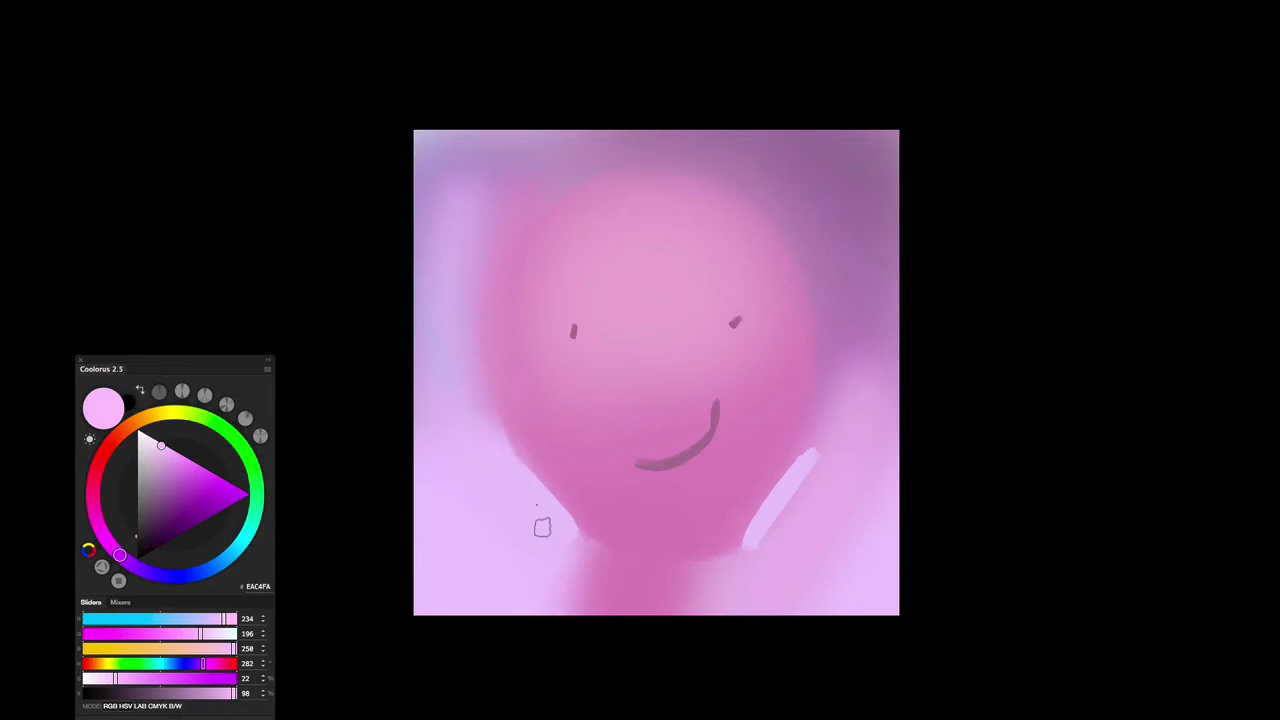 Coolorus 2.5
# EAC4FA
Sliders Mixers
234
196
250
282 °
22 %
98 %
MODE: RGB HSV LAB CMYK B/W